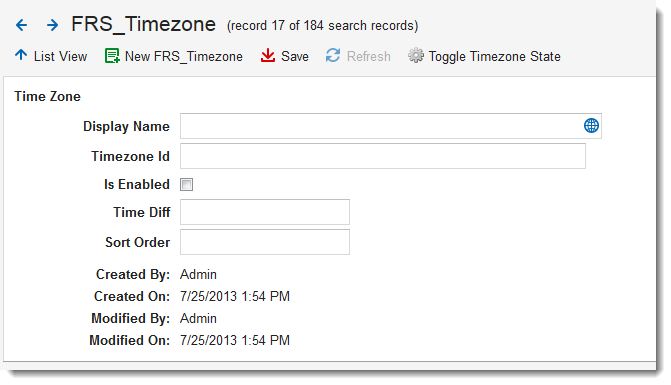 FRS_Timezone (record 17 of 184 search records)
List View New FRS_Timezone Save Refresh Toggle Timezone State
Time Zone
Display Name
Timezone Id
Is Enabled
Time Diff
Sort Order
Created By: Admin
Created On: 7/25/2013 1:54 PM
Modified By: Admin
Modified On: 7/25/2013 1:54 PM